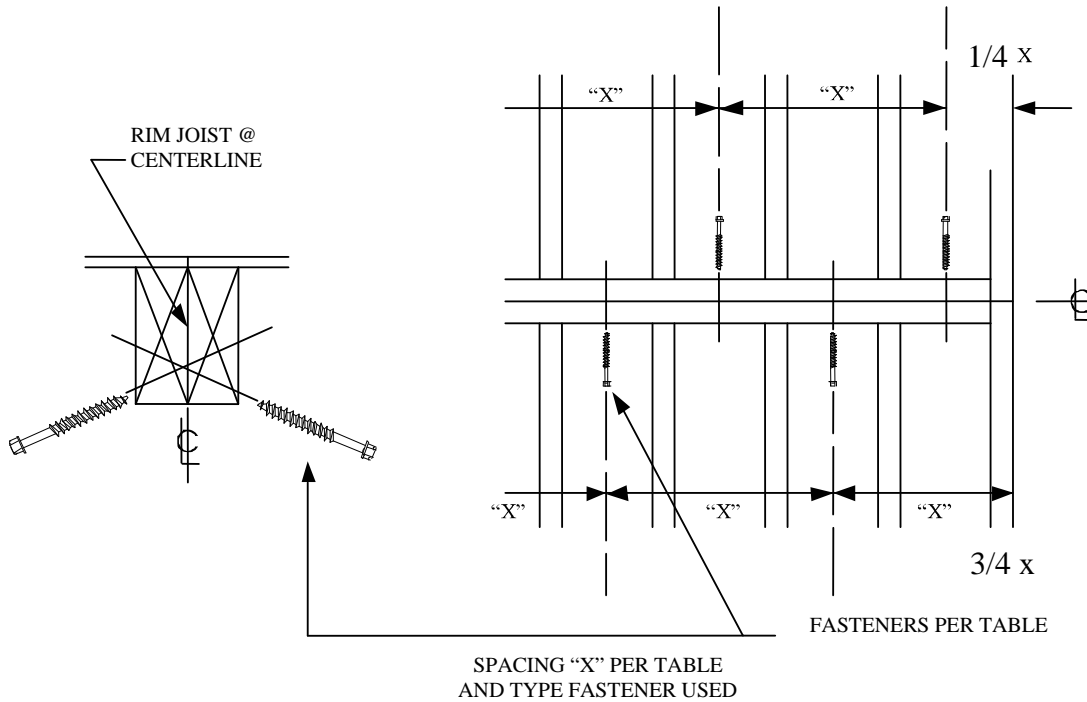 1/4 x
“X”
“X”
RIM JOIST @
CENTERLINE
℄
℄
“X”
“X”
“X”
3/4 x
FASTENERS PER TABLE
SPACING “X” PER TABLE
AND TYPE FASTENER USED